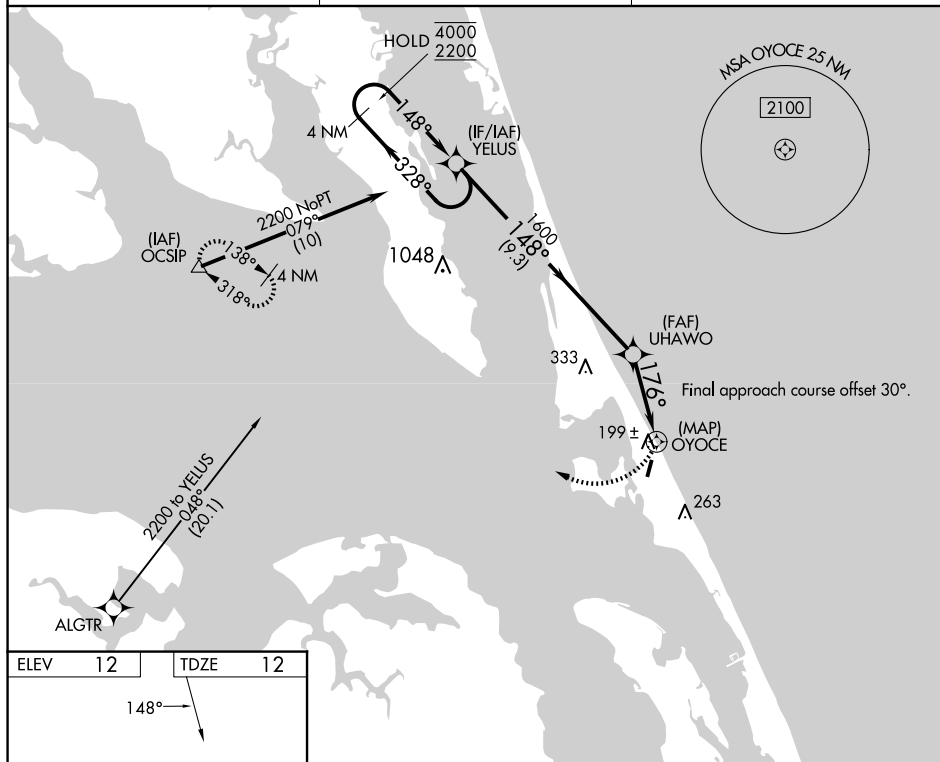 HOLD 4000
2200
MSA OYOCE 25 NM
2100
4 NM
148°
328°
(IF/IAF)
YELUS
2200 NoPT
079°
(10)
(IAF)
OCSIP
138°
318°
4 NM
1048
1600
148°
(9.3)
(FAF)
UHAWO
333
176°
Final approach course offset 30°.
199 ±
(MAP)
OYOCE
263
2200 to YELUS
048°
(20.1)
ALGTR
ELEV 12
TDZE 12
148°